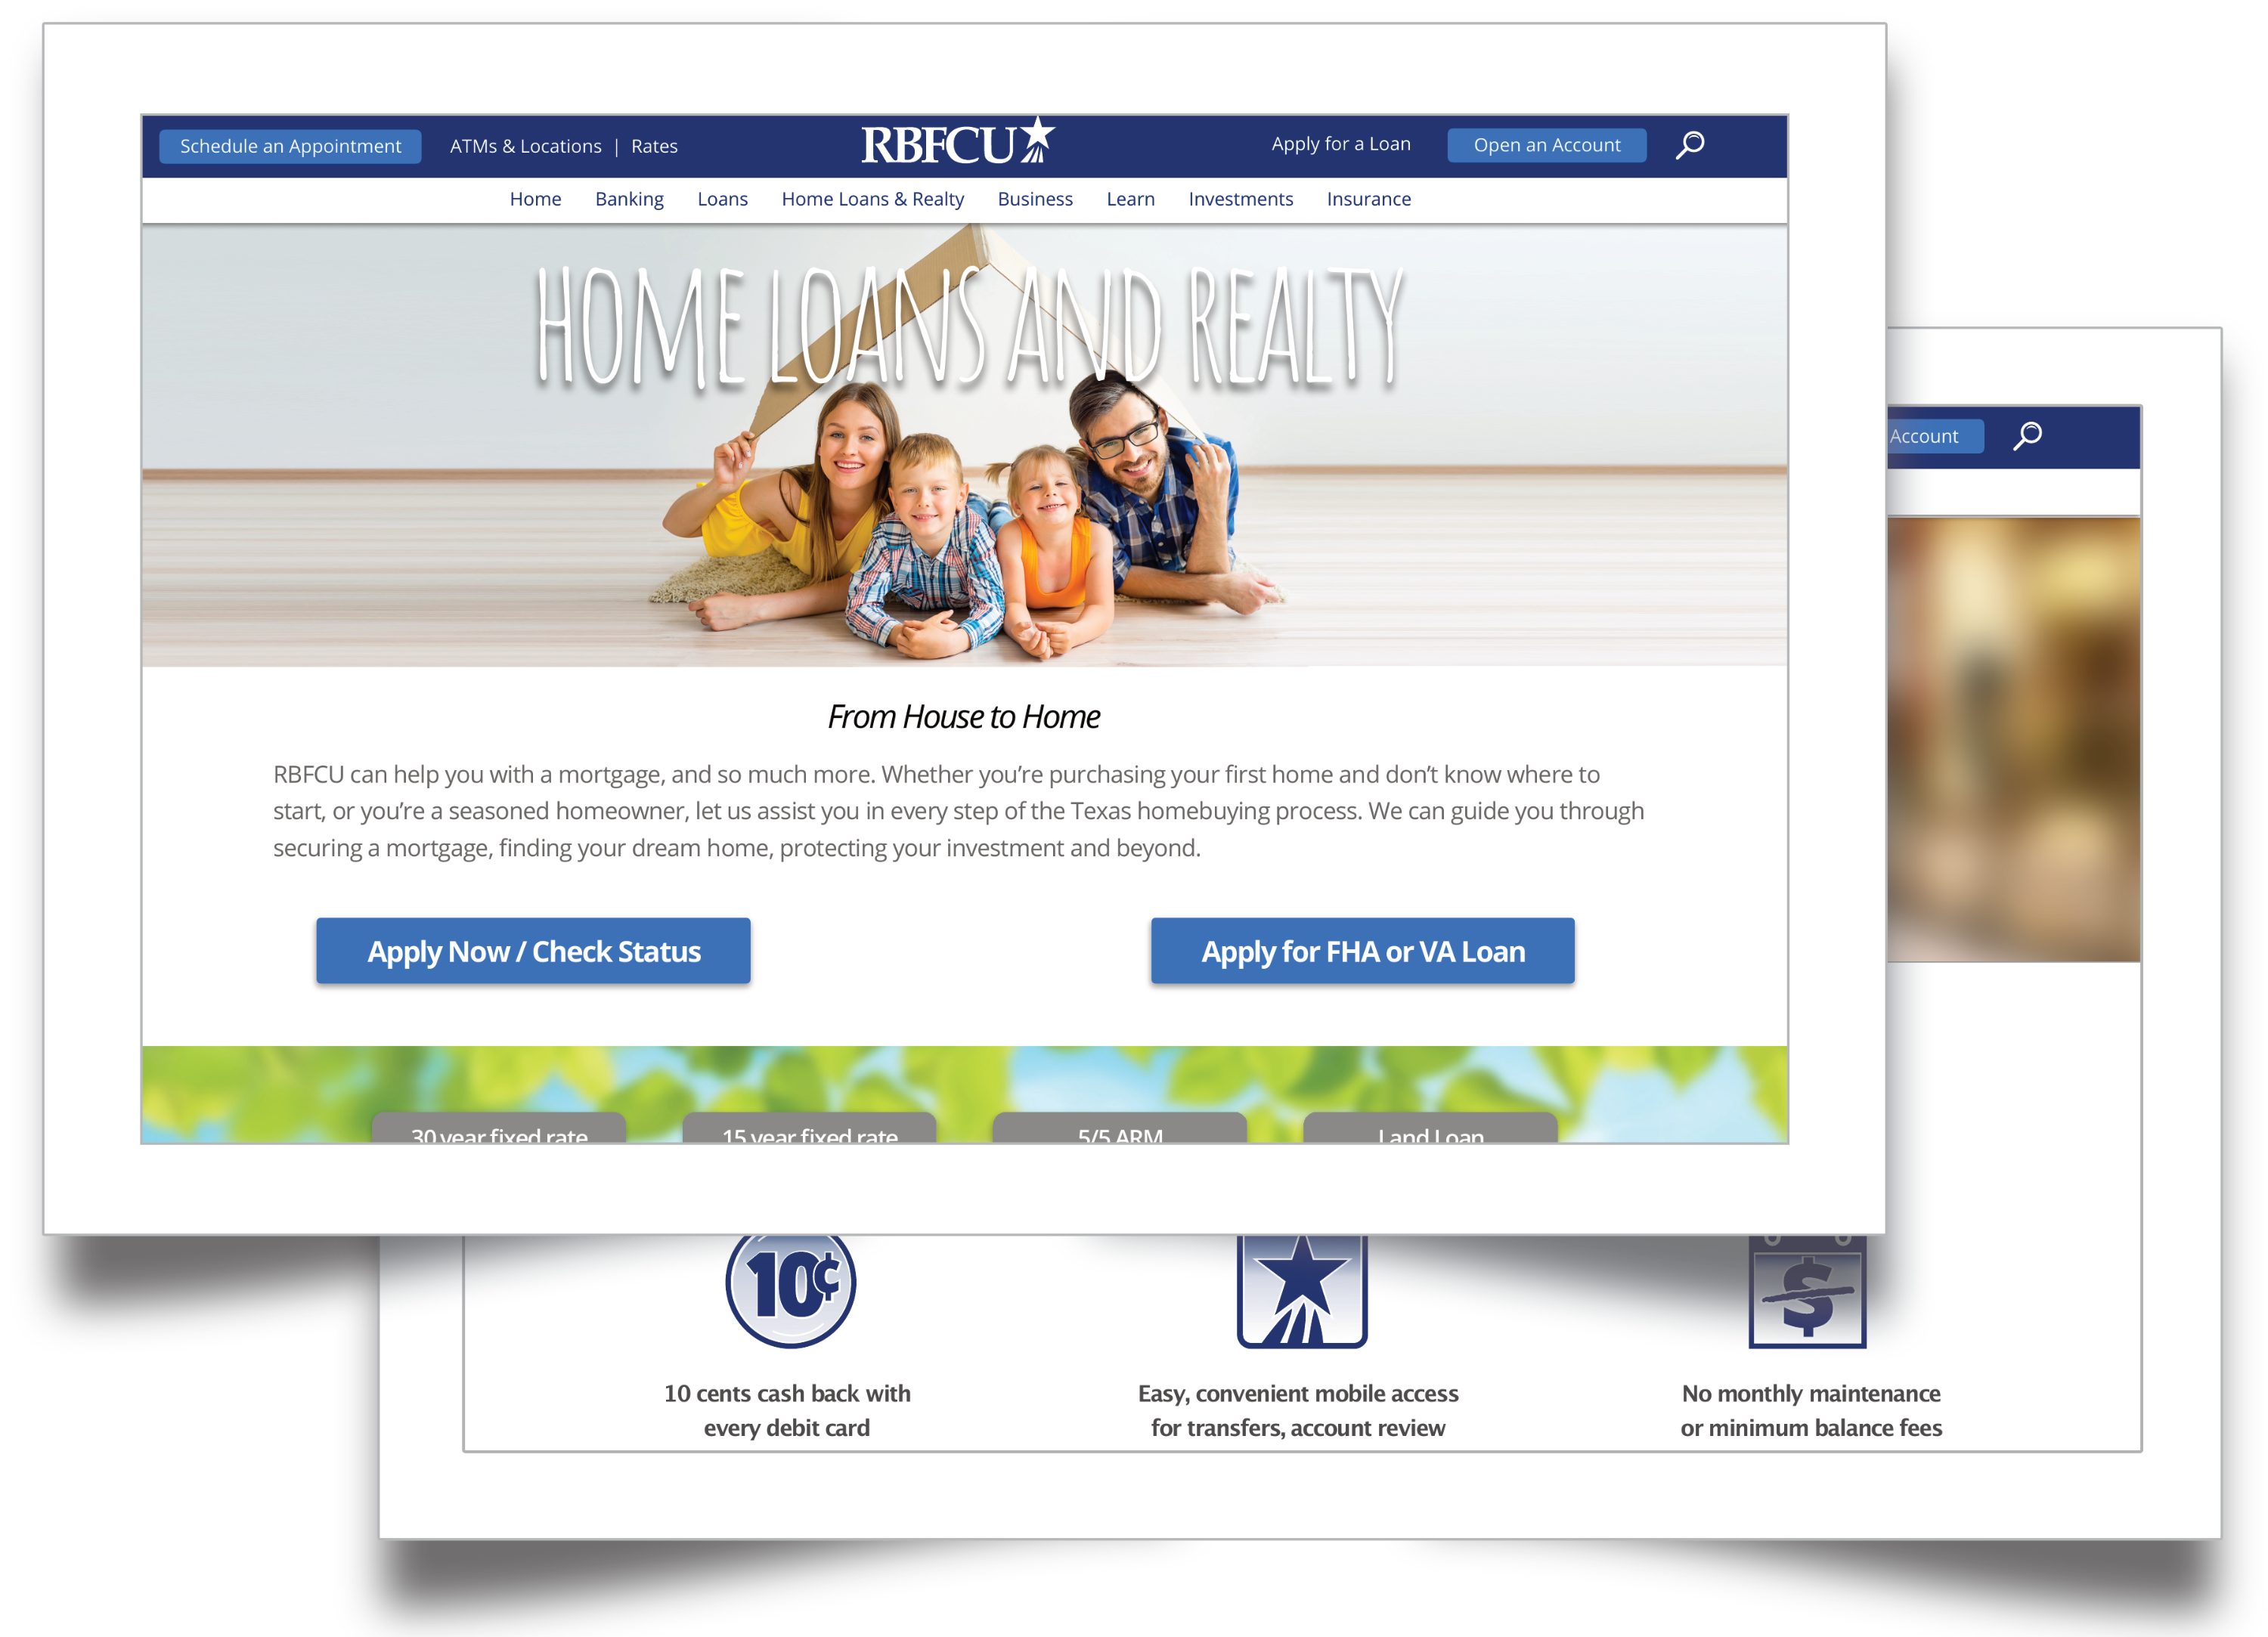 Schedule an Appointment
ATMs & Locations | Rates
RBFCU
Apply for a Loan
Open an Account
Home Banking Loans Home Loans & Realty Business Learn Investments Insurance
HOME LOANS AND REALTY
From House to Home
RBFCU can help you with a mortgage, and so much more. Whether you're purchasing your first home and don't know where to
start, or you're a seasoned homeowner, let us assist you in every step of the Texas homebuying process. We can guide you through
securing a mortgage, finding your dream home, protecting your investment and beyond.
Apply Now / Check Status
Apply for FHA or VA Loan
30 year fixed rate
15 year fixed rate
5/5 ARM
Land Loan
Account
10¢
$
10 cents cash back with
every debit card
Easy, convenient mobile access
for transfers, account review
No monthly maintenance
or minimum balance fees